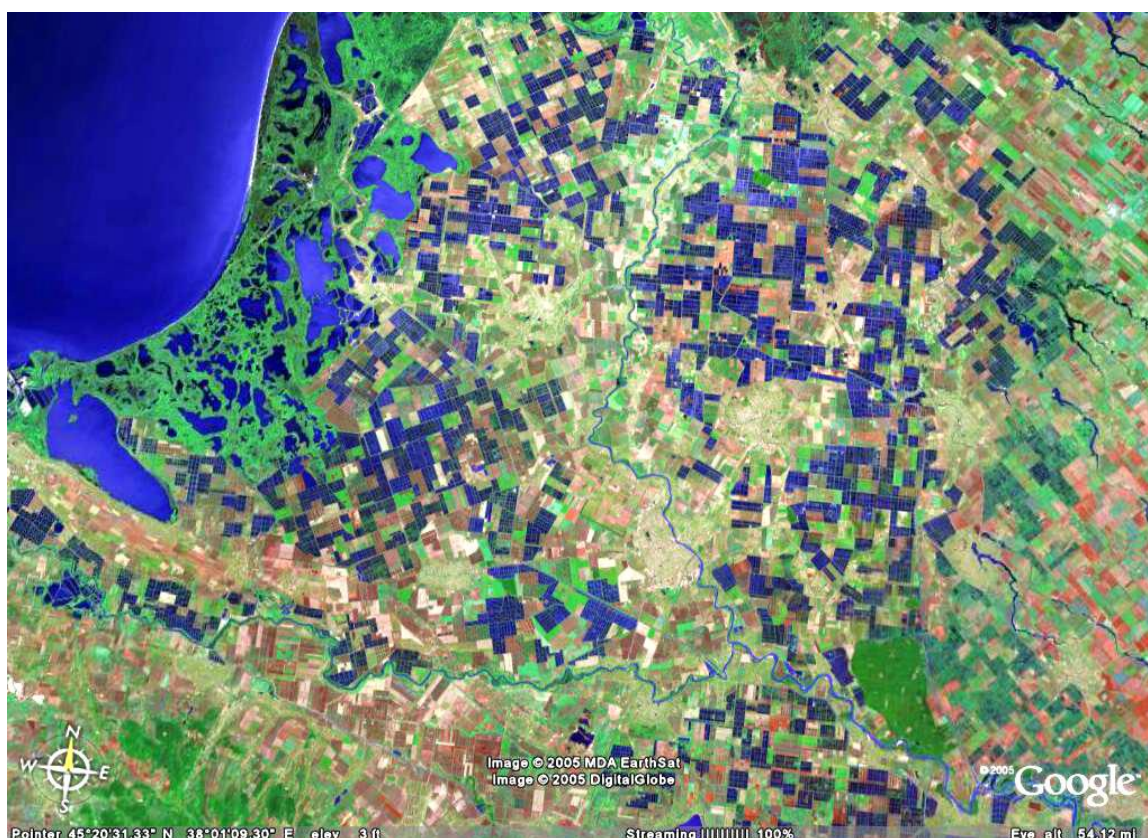 N
W E
S
Image © 2005 MDA EarthSat
Image © 2005 DigitalGlobe
©2005 Google
Pointer 45°20'31.33" N 38°01'09.30" E elev 3 ft Streaming |||||||||| 100% Eye alt 54.12 mi